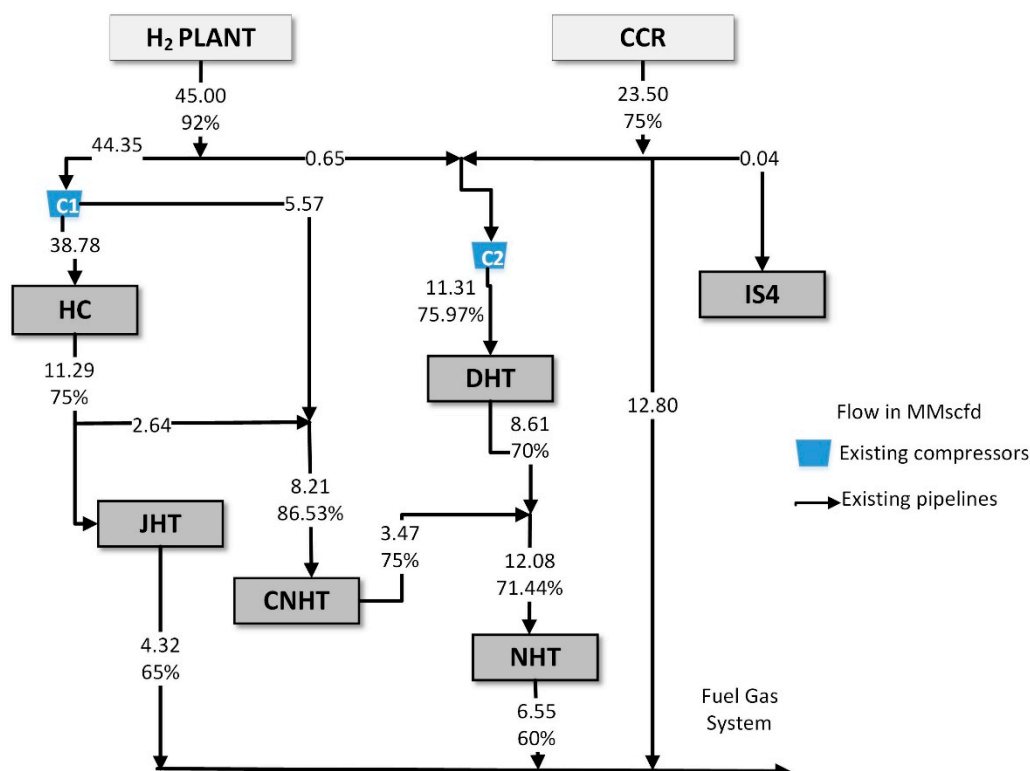 H₂ PLANT
CCR
45.00
92%
23.50
75%
44.35
0.65
0.04
C1
5.57
38.78
C2
HC
11.31
75.97%
IS4
11.29
75%
DHT
2.64
8.61
70%
12.80
Flow in MMscfd
Existing compressors
Existing pipelines
8.21
86.53%
JHT
3.47
75%
12.08
71.44%
CNHT
4.32
65%
NHT
6.55
60%
Fuel Gas
System